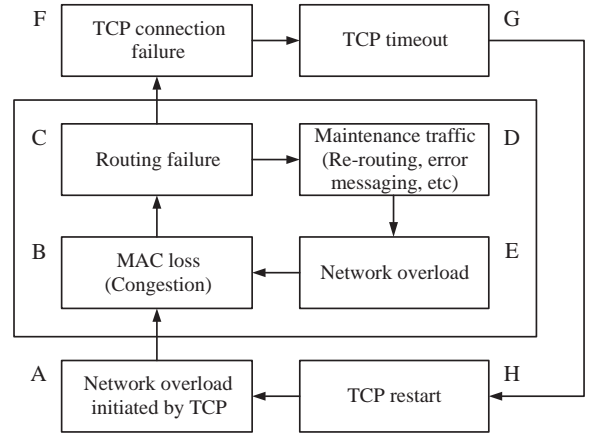 F
TCP connection
failure
TCP timeout
G
C
Routing failure
Maintenance traffic
(Re-routing, error
messaging, etc)
D
B
MAC loss
(Congestion)
Network overload
E
A
Network overload
initiated by TCP
TCP restart
H